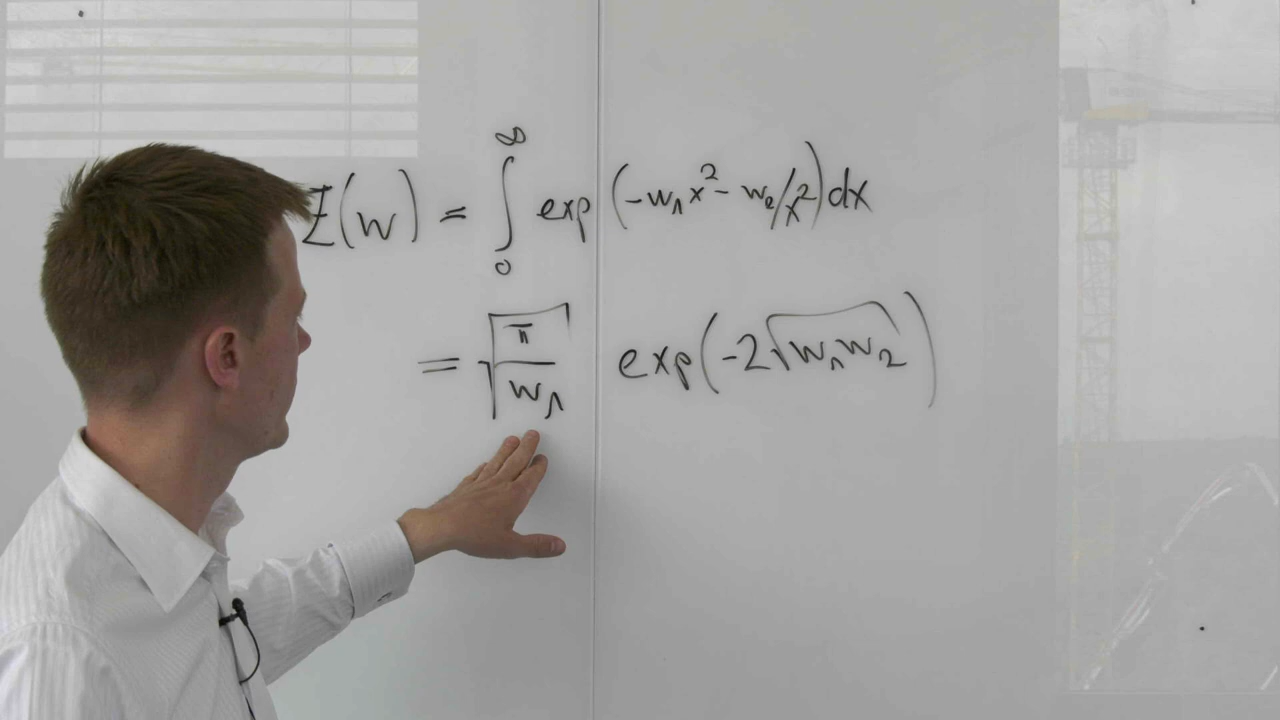 Z(w) = ∫₀^∞ exp(-w₁x² - w₂/x²)dx
= √(π/w₁) exp(-2√(w₁w₂))